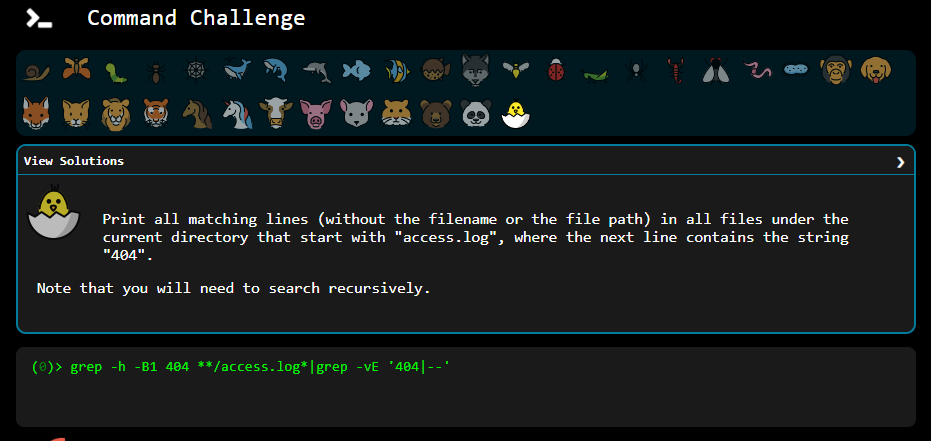 Command Challenge
View Solutions
Print all matching lines (without the filename or the file path) in all files under the
current directory that start with "access.log", where the next line contains the string
"404".
Note that you will need to search recursively.
(0)> grep -h -B1 404 **/access.log*|grep -vE '404|--'